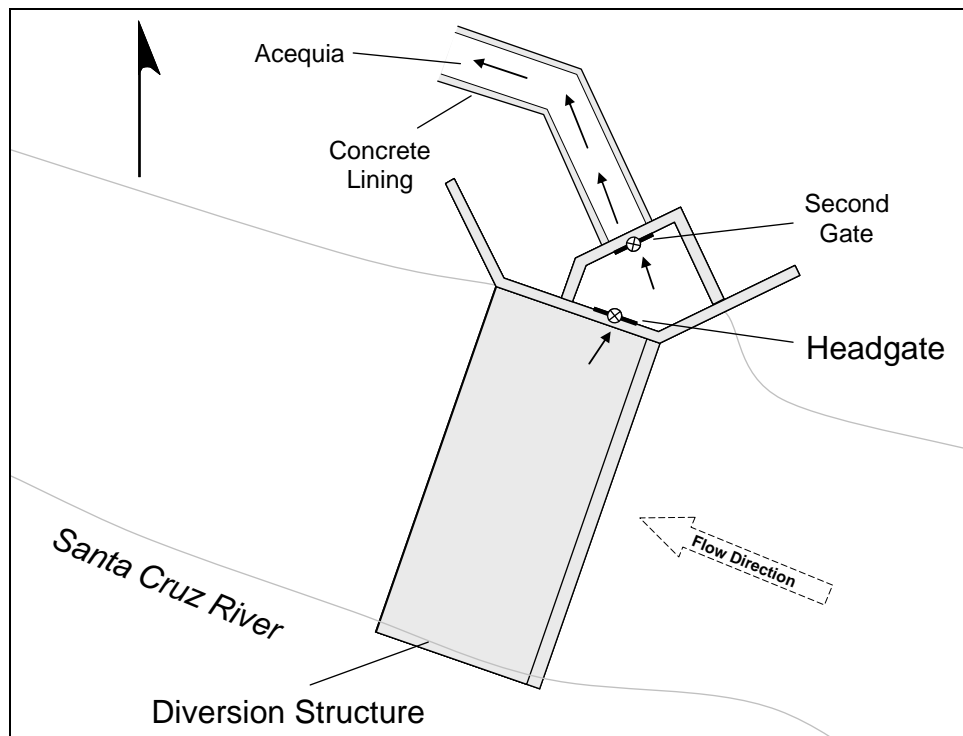 Acequia
Concrete
Lining
Second
Gate
Headgate
Flow Direction
Santa Cruz River
Diversion Structure